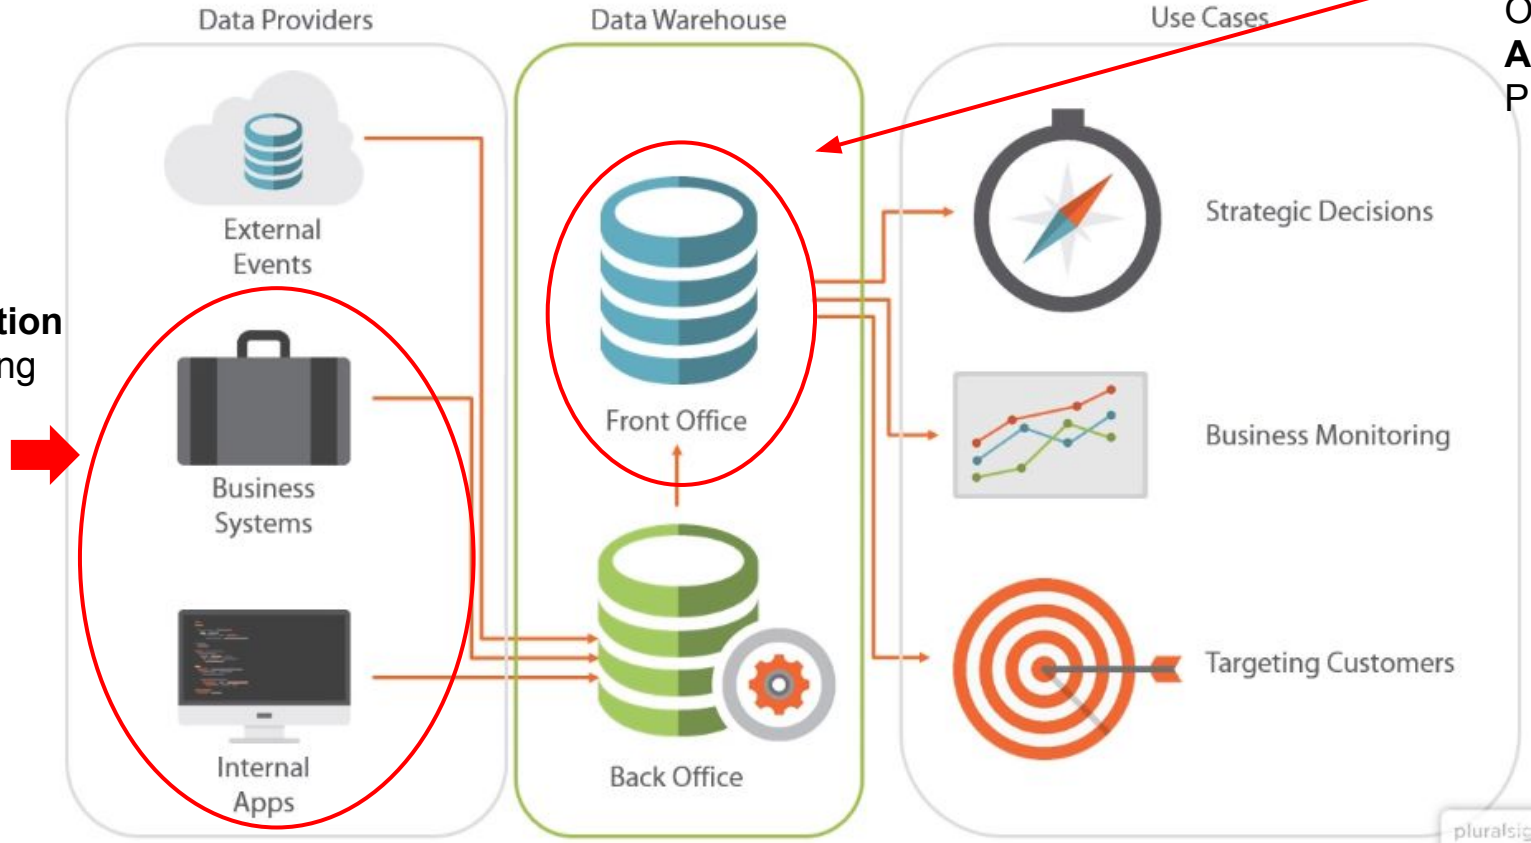 Data Providers
Data Warehouse
Use Cases
O
A
P
External
Events
tion
ng
Business
Systems
Internal
Apps
Front Office
Back Office
Strategic Decisions
Business Monitoring
Targeting Customers
pluralsig